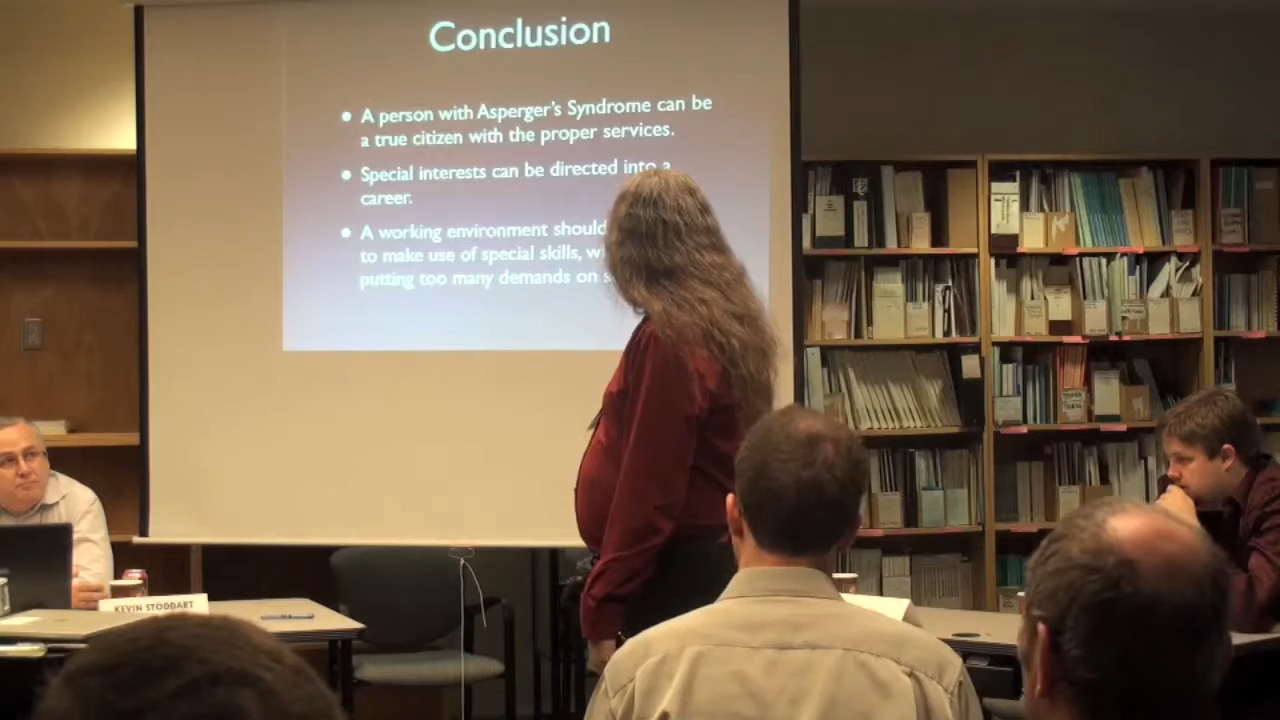 Conclusion
• A person with Asperger's Syndrome can be
a true citizen with the proper services.
• Special interests can be directed into a
career.
• A working environment should
to make use of special skills,
putting too many demands on
KEVIN STODDART